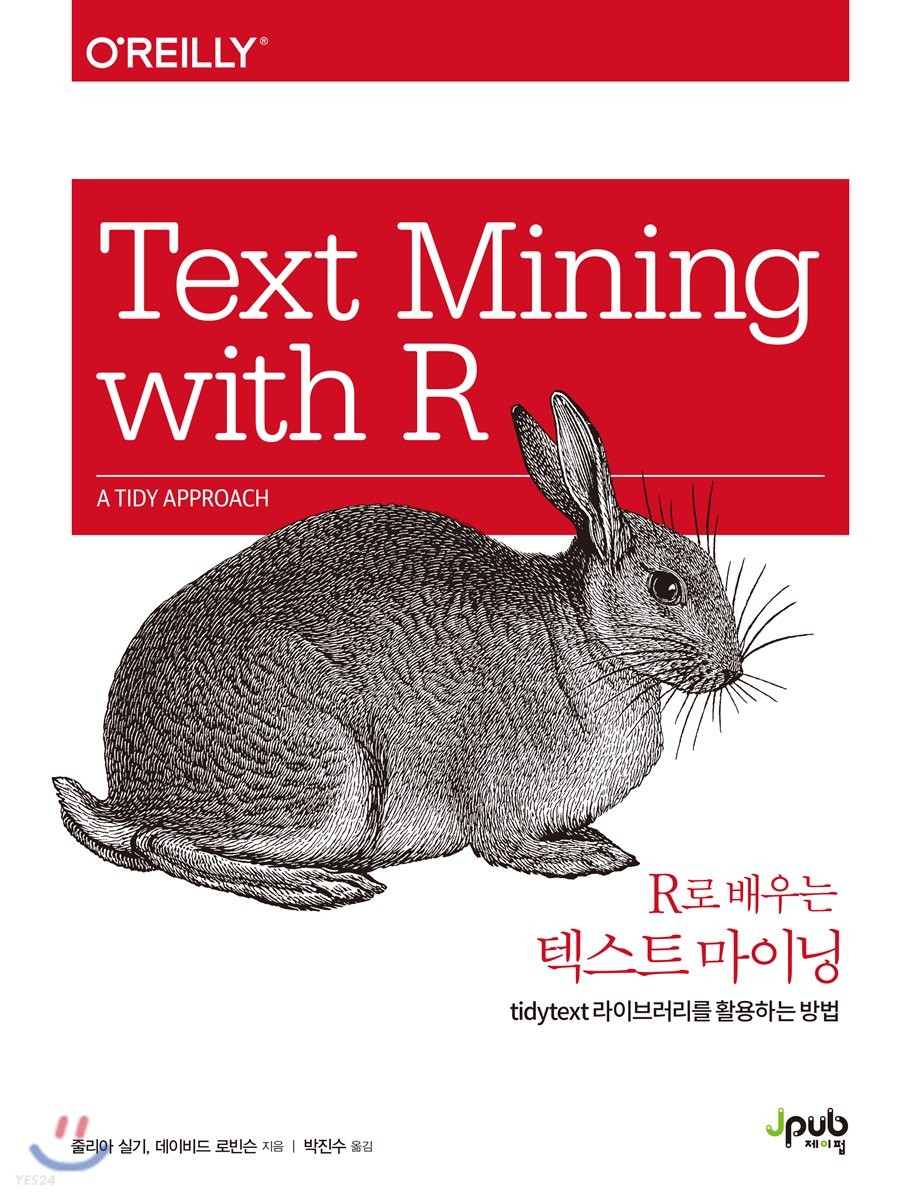 O'REILLY®
Text Mining
with R
A TIDY APPROACH
R로 배우는
텍스트 마이닝
tidytext 라이브러리를 활용하는 방법
줄리아 실기, 데이비드 로빈슨 지음 | 박진수 옮김
Jpub
제이펍
YES24